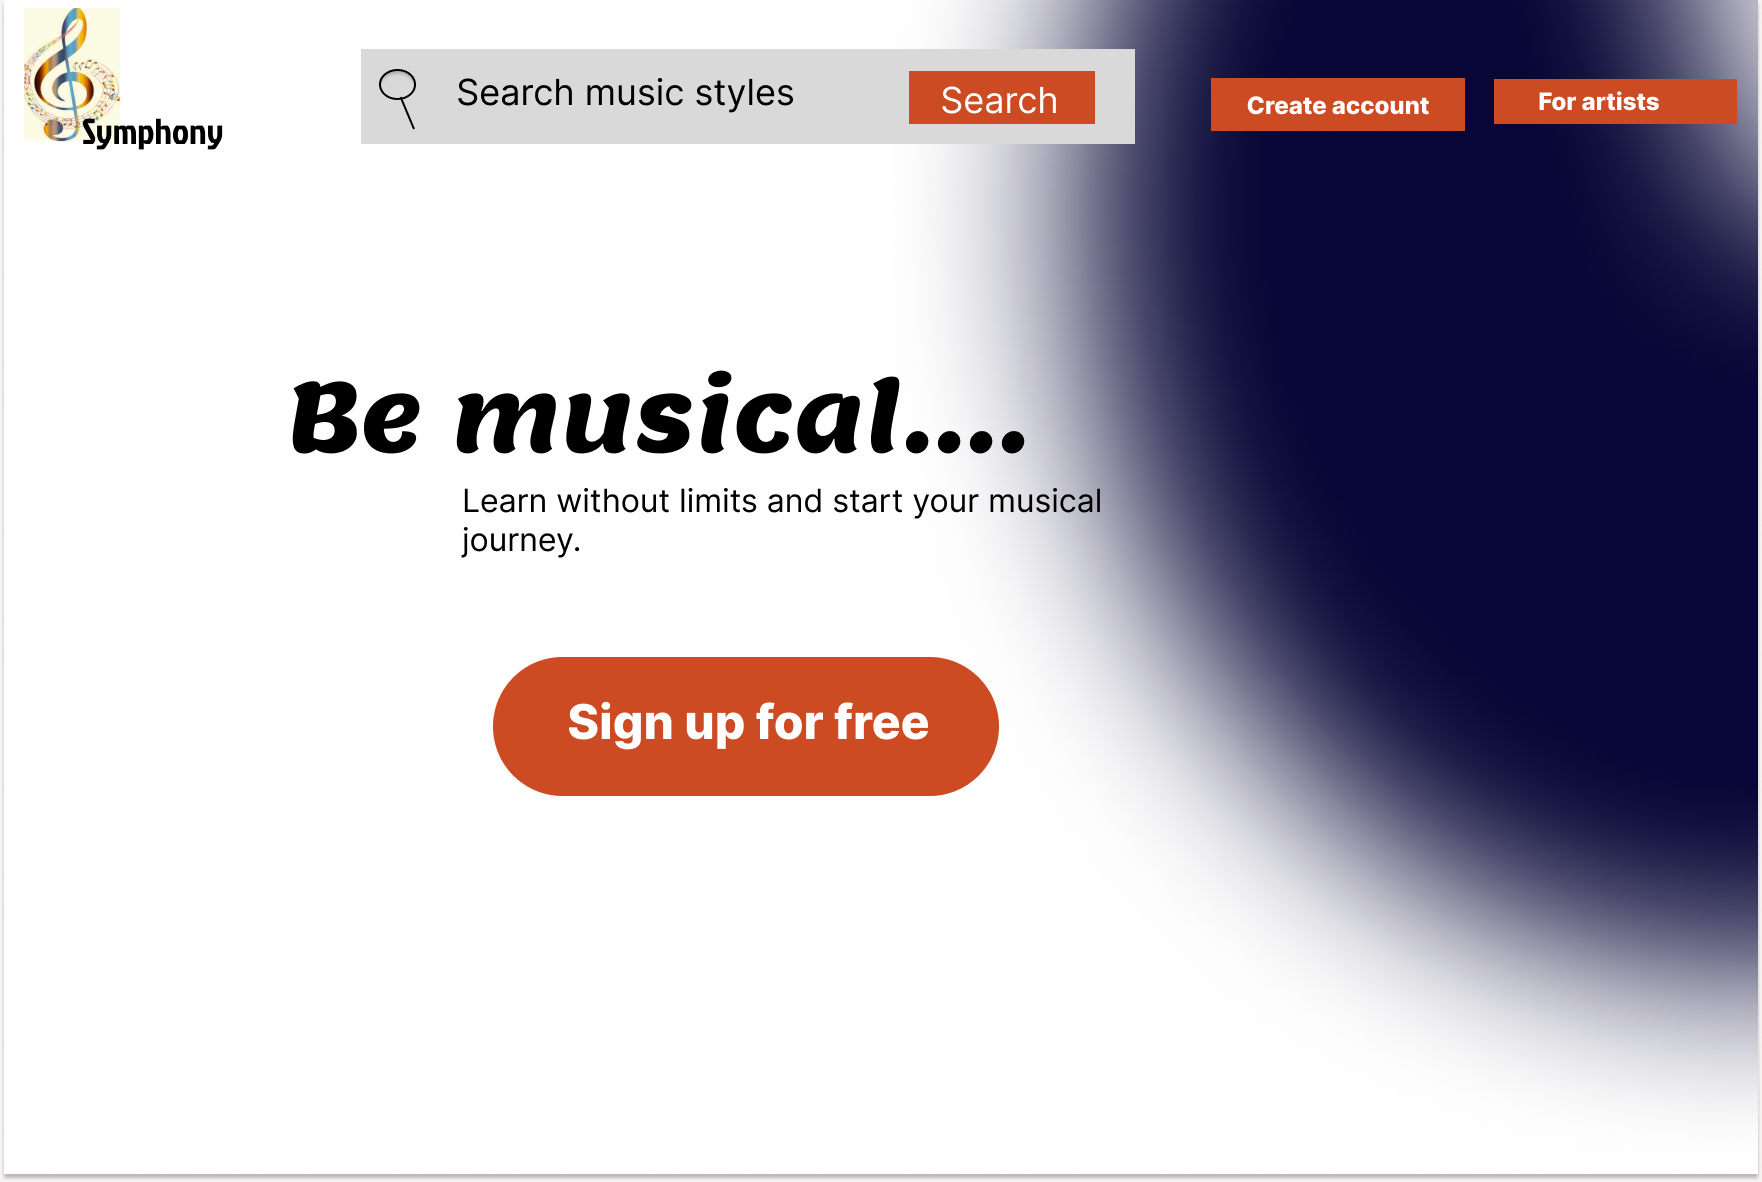 Symphony
Search music styles
Search
Create account
For artists
Be musical....
Learn without limits and start your musical
journey.
Sign up for free